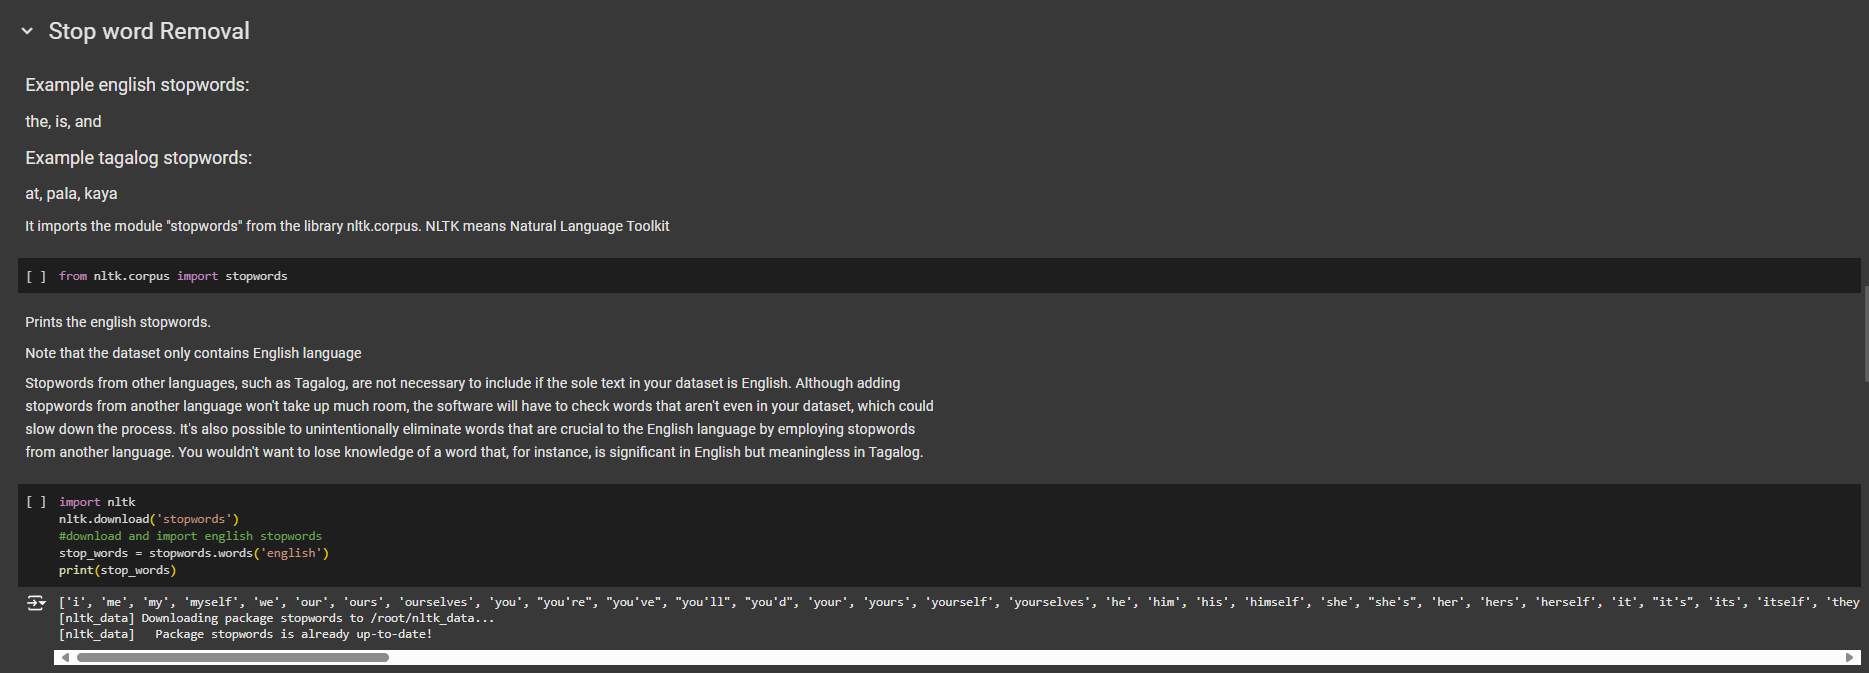 Stop word Removal
Example english stopwords:
the, is, and
Example tagalog stopwords:
at, pala, kaya
It imports the module "stopwords" from the library nltk.corpus. NLTK means Natural Language Toolkit
[ ] from nltk.corpus import stopwords
Prints the english stopwords.
Note that the dataset only contains English language
Stopwords from other languages, such as Tagalog, are not necessary to include if the sole text in your dataset is English. Although adding
stopwords from another language won't take up much room, the software will have to check words that aren't even in your dataset, which could
slow down the process. It's also possible to unintentionally eliminate words that are crucial to the English language by employing stopwords
from another language. You wouldn't want to lose knowledge of a word that, for instance, is significant in English but meaningless in Tagalog.
[ ] import nltk
nltk.download('stopwords')
#download and import english stopwords
stop_words = stopwords.words('english')
print(stop_words)
['i', 'me', 'my', 'myself', 'we', 'our', 'ours', 'ourselves', 'you', "you're", "you've", "you'll", "you'd", 'your', 'yours', 'yourself', 'yourselves', 'he', 'him', 'his', 'himself', 'she', "she's", 'her', 'hers', 'herself', 'it', "it's", 'its', 'itself', 'they
[nltk_data] Downloading package stopwords to /root/nltk_data...
[nltk_data]   Package stopwords is already up-to-date!